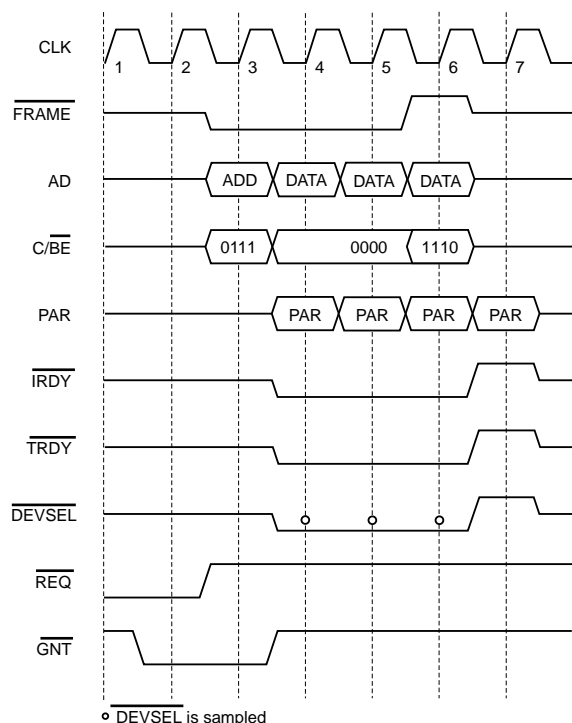 CLK
1 2 3 4 5 6 7
FRAME
AD ADD DATA DATA DATA
C/BE 0111 0000 1110
PAR PAR PAR PAR PAR
IRDY
TRDY
DEVSEL
REQ
GNT
DEVSEL is sampled